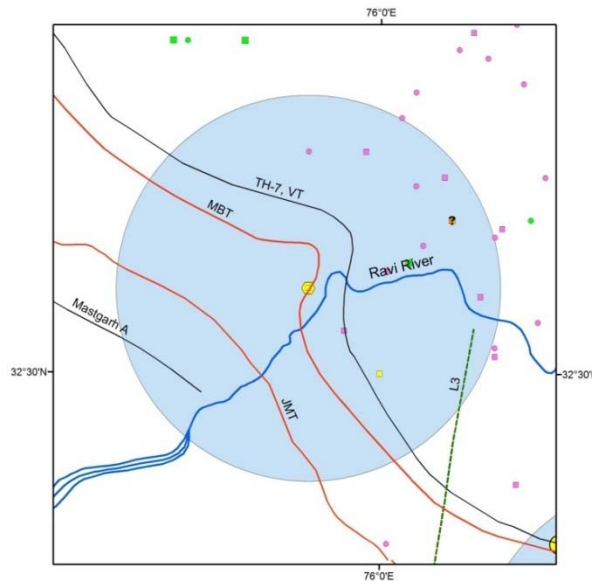 76°0'E
TH-7, VT
MBT
Ravi River
?
Mastgarh A
32°30'N
32°30'N
L3
JMT
76°0'E